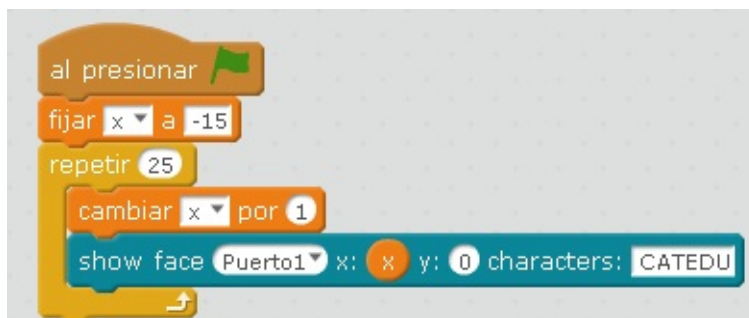 al presionar
fijar x a -15
repetir 25
cambiar x por 1
show face Puerto1 x: x y: 0 characters: CATEDU